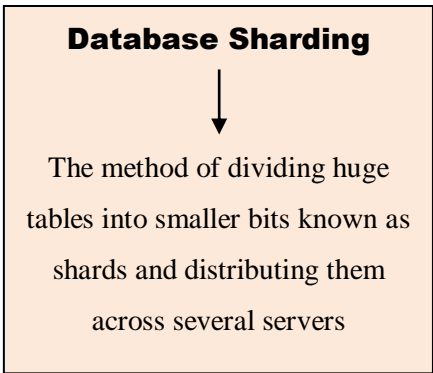 Database Sharding
The method of dividing huge
tables into smaller bits known as
shards and distributing them
across several servers